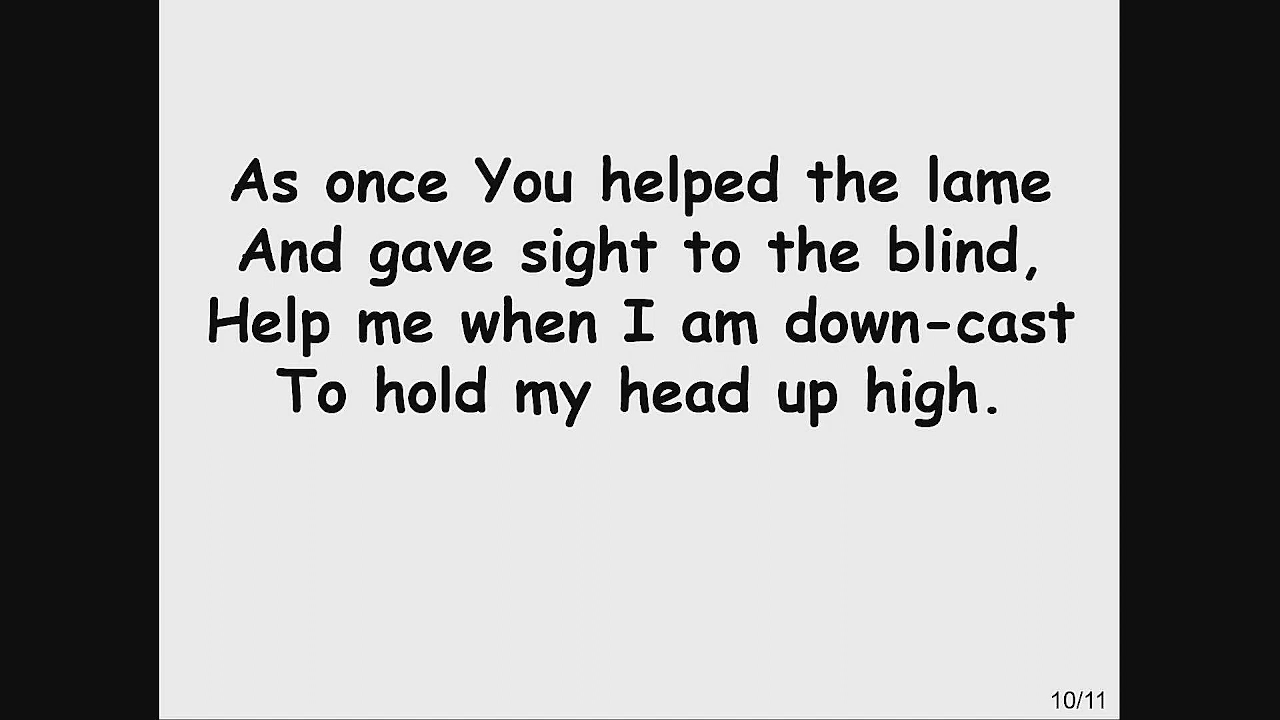 As once You helped the lame
And gave sight to the blind,
Help me when I am down-cast
To hold my head up high.
10/11